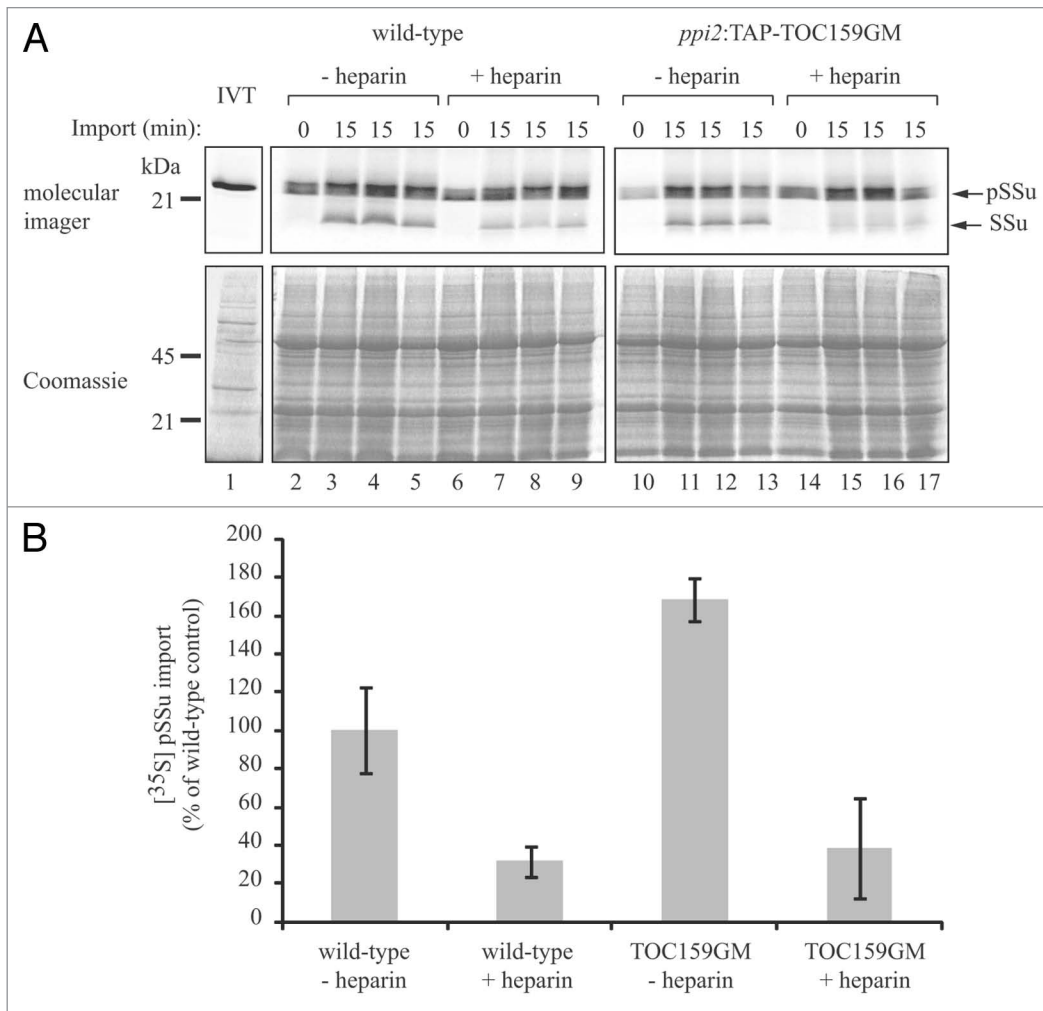 A
wild-type
ppi2:TAP-TOC159GM
- heparin
+ heparin
- heparin
+ heparin
IVT
Import (min):
0 15 15 15 0 15 15 15
0 15 15 15 0 15 15 15
kDa
molecular
imager
21
pSSu
SSu
45
Coomassie
21
1 2 3 4 5 6 7 8 9 10 11 12 13 14 15 16 17
B
200
180
160
140
120
100
80
60
40
20
0
[35S] pSSu import
(% of wild-type control)
wild-type
- heparin
wild-type
+ heparin
TOC159GM
- heparin
TOC159GM
+ heparin